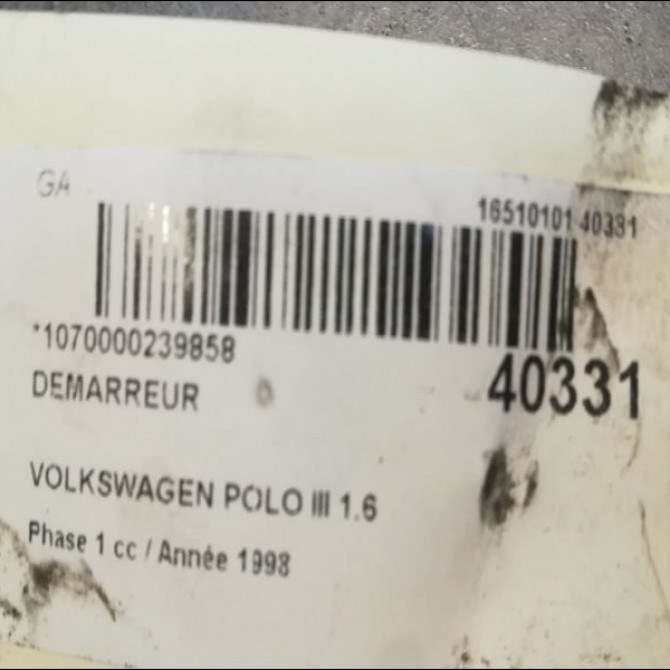 GA
16510101 40331
*1070000239858
40331
DEMARREUR
VOLKSWAGEN POLO III 1.6
Phase 1 cc / Année 1998